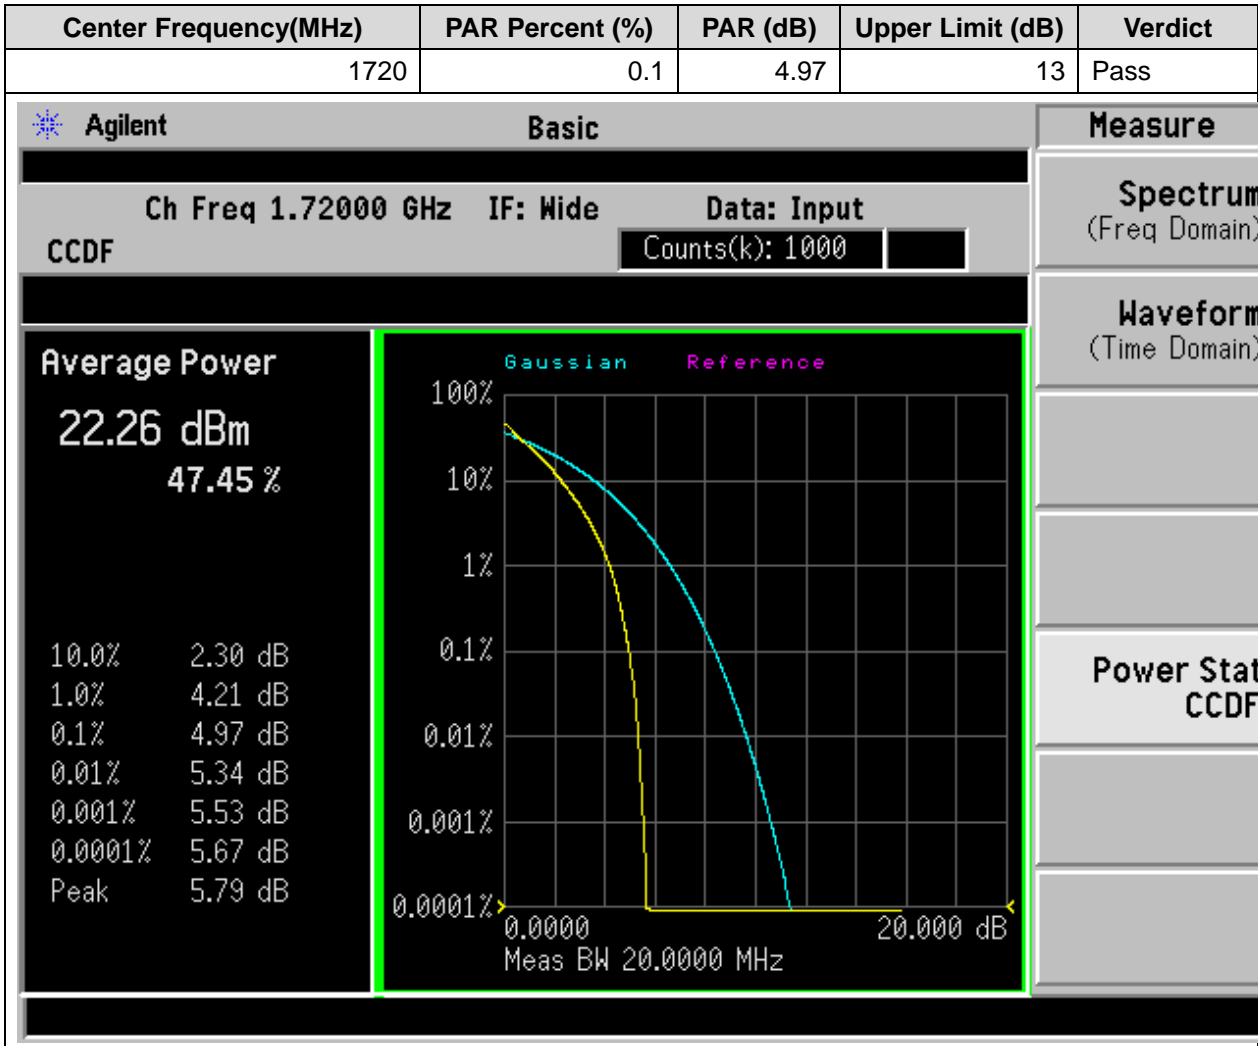 Center Frequency(MHz) PAR Percent (%) PAR (dB) Upper Limit (dB) Verdict
1720 0.1 4.97 13 Pass
Agilent Basic Measure
Ch Freq 1.72000 GHz IF: Wide Data: Input
CCDF Counts(k): 1000
Spectrum
(Freq Domain)
Waveform
(Time Domain)
Power Stat
CCDF
Average Power
22.26 dBm
47.45 %
10.0% 2.30 dB
1.0% 4.21 dB
0.1% 4.97 dB
0.01% 5.34 dB
0.001% 5.53 dB
0.0001% 5.67 dB
Peak 5.79 dB
Gaussian Reference
100%
10%
1%
0.1%
0.01%
0.001%
0.0001%
0.0000 20.000 dB
Meas BW 20.0000 MHz